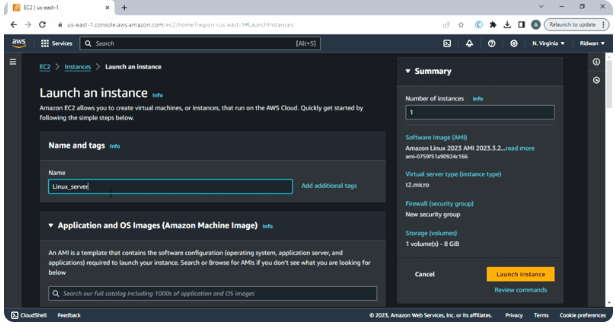 EC2 | us-east-1
us-east-1.console.aws.amazon.com/ec2/home?region=us-east-1#LaunchInstances:
Relaunch to update
aws
Services
Search
[Alt+S]
N. Virginia
Ridwan
EC2 > Instances > Launch an instance
Launch an instance Info
Amazon EC2 allows you to create virtual machines, or instances, that run on the AWS Cloud. Quickly get started by
following the simple steps below.
Name and tags Info
Name
Linux_server
Add additional tags
Application and OS Images (Amazon Machine Image) Info
An AMI is a template that contains the software configuration (operating system, application server, and
applications) required to launch your instance. Search or Browse for AMIs if you don't see what you are looking for
below
Search our full catalog including 1000s of application and OS images
Summary
Number of instances Info
1
Software Image (AMI)
Amazon Linux 2023 AMI 2023.3.2...read more
ami-0759f51a90924c166
Virtual server type (instance type)
t2.micro
Firewall (security group)
New security group
Storage (volumes)
1 volume(s) - 8 GiB
Cancel
Launch instance
Review commands
CloudShell
Feedback
© 2023, Amazon Web Services, Inc. or its affiliates.
Privacy
Terms
Cookie preferences